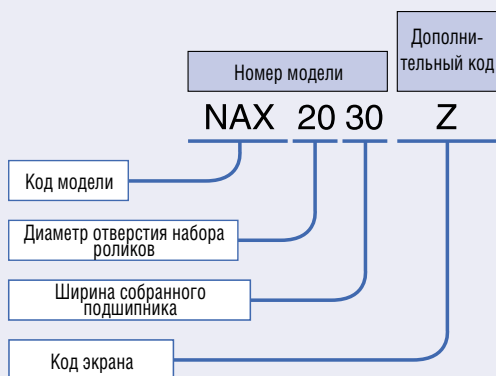 Дополни-
тельный код
Номер модели
NAX 20 30 Z
Код модели
Диаметр отверстия набора
роликов
Ширина собранного
подшипника
Код экрана